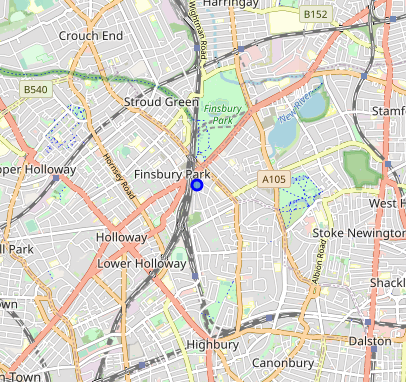 Harringay
B152
Wightman Road
Crouch End
B540
Stroud Green
Finsbury
Park
New River
Stamf
pper Holloway
Hornsey Road
Finsbury Park
A105
West H
Holloway
ll Park
Stoke Newington
Albion Road
Lower Holloway
Shackl
own
Highbury
Dalston
Canonbury
n-Town